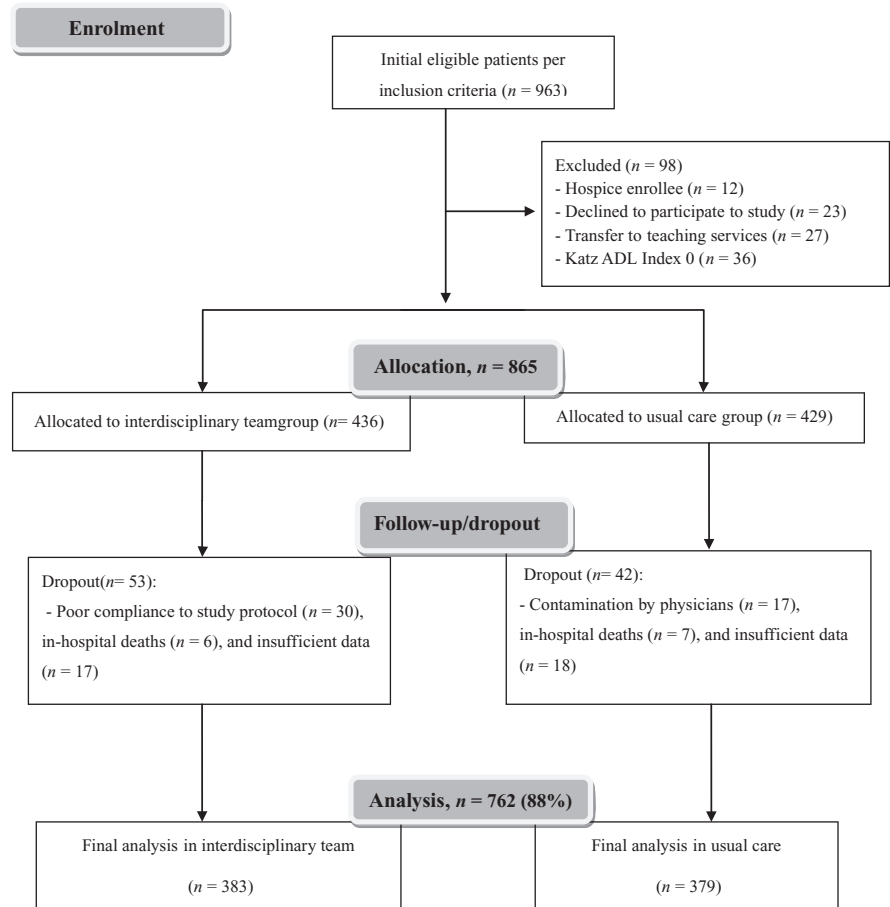 Enrolment
Initial eligible patients per
inclusion criteria (n = 963)
Excluded (n = 98)
- Hospice enrollee (n = 12)
- Declined to participate to study (n = 23)
- Transfer to teaching services (n = 27)
- Katz ADL Index 0 (n = 36)
Allocation, n = 865
Allocated to interdisciplinary teamgroup (n= 436)
Allocated to usual care group (n = 429)
Follow-up/dropout
Dropout(n= 53):
- Poor compliance to study protocol (n = 30),
in-hospital deaths (n = 6), and insufficient data
(n = 17)
Dropout (n= 42):
- Contamination by physicians (n = 17),
in-hospital deaths (n = 7), and insufficient data
(n = 18)
Analysis, n = 762 (88%)
Final analysis in interdisciplinary team
(n = 383)
Final analysis in usual care
(n = 379)